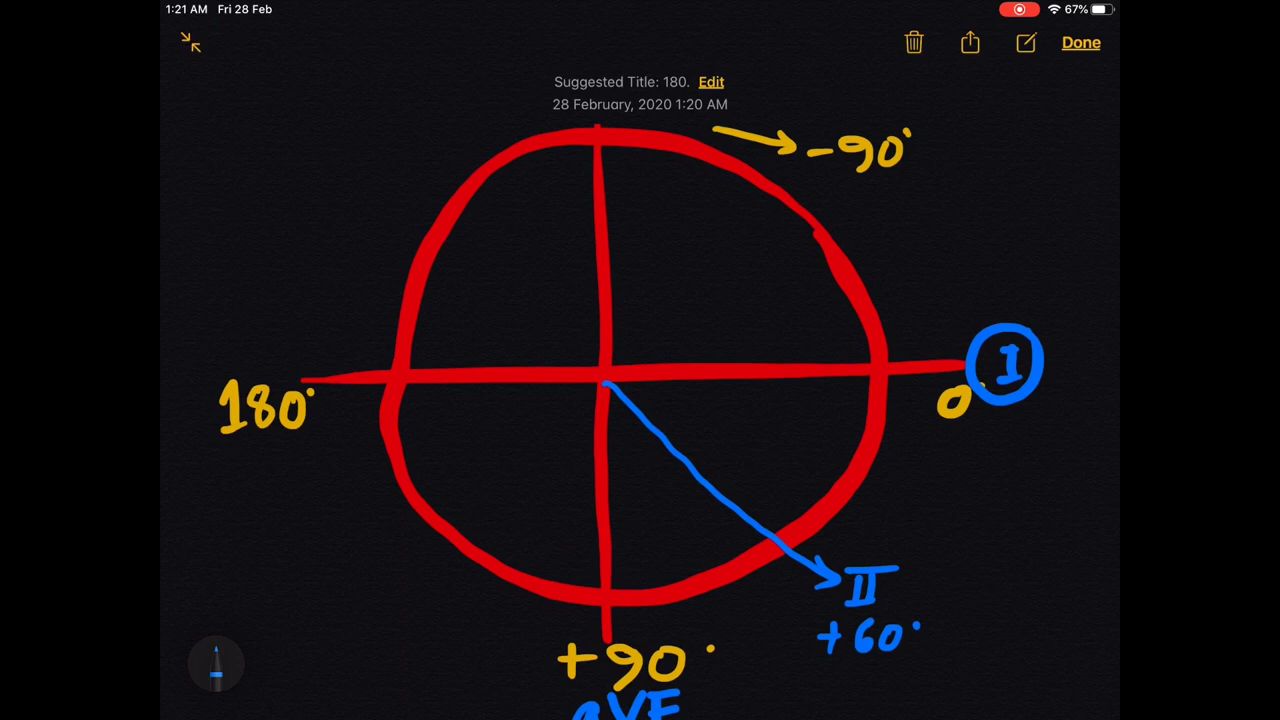 1:21 AM Fri 28 Feb
67%
Done
Suggested Title: 180. Edit
28 February, 2020 1:20 AM
-90°
I
0°
180°
II
+60°
+90°
aVF